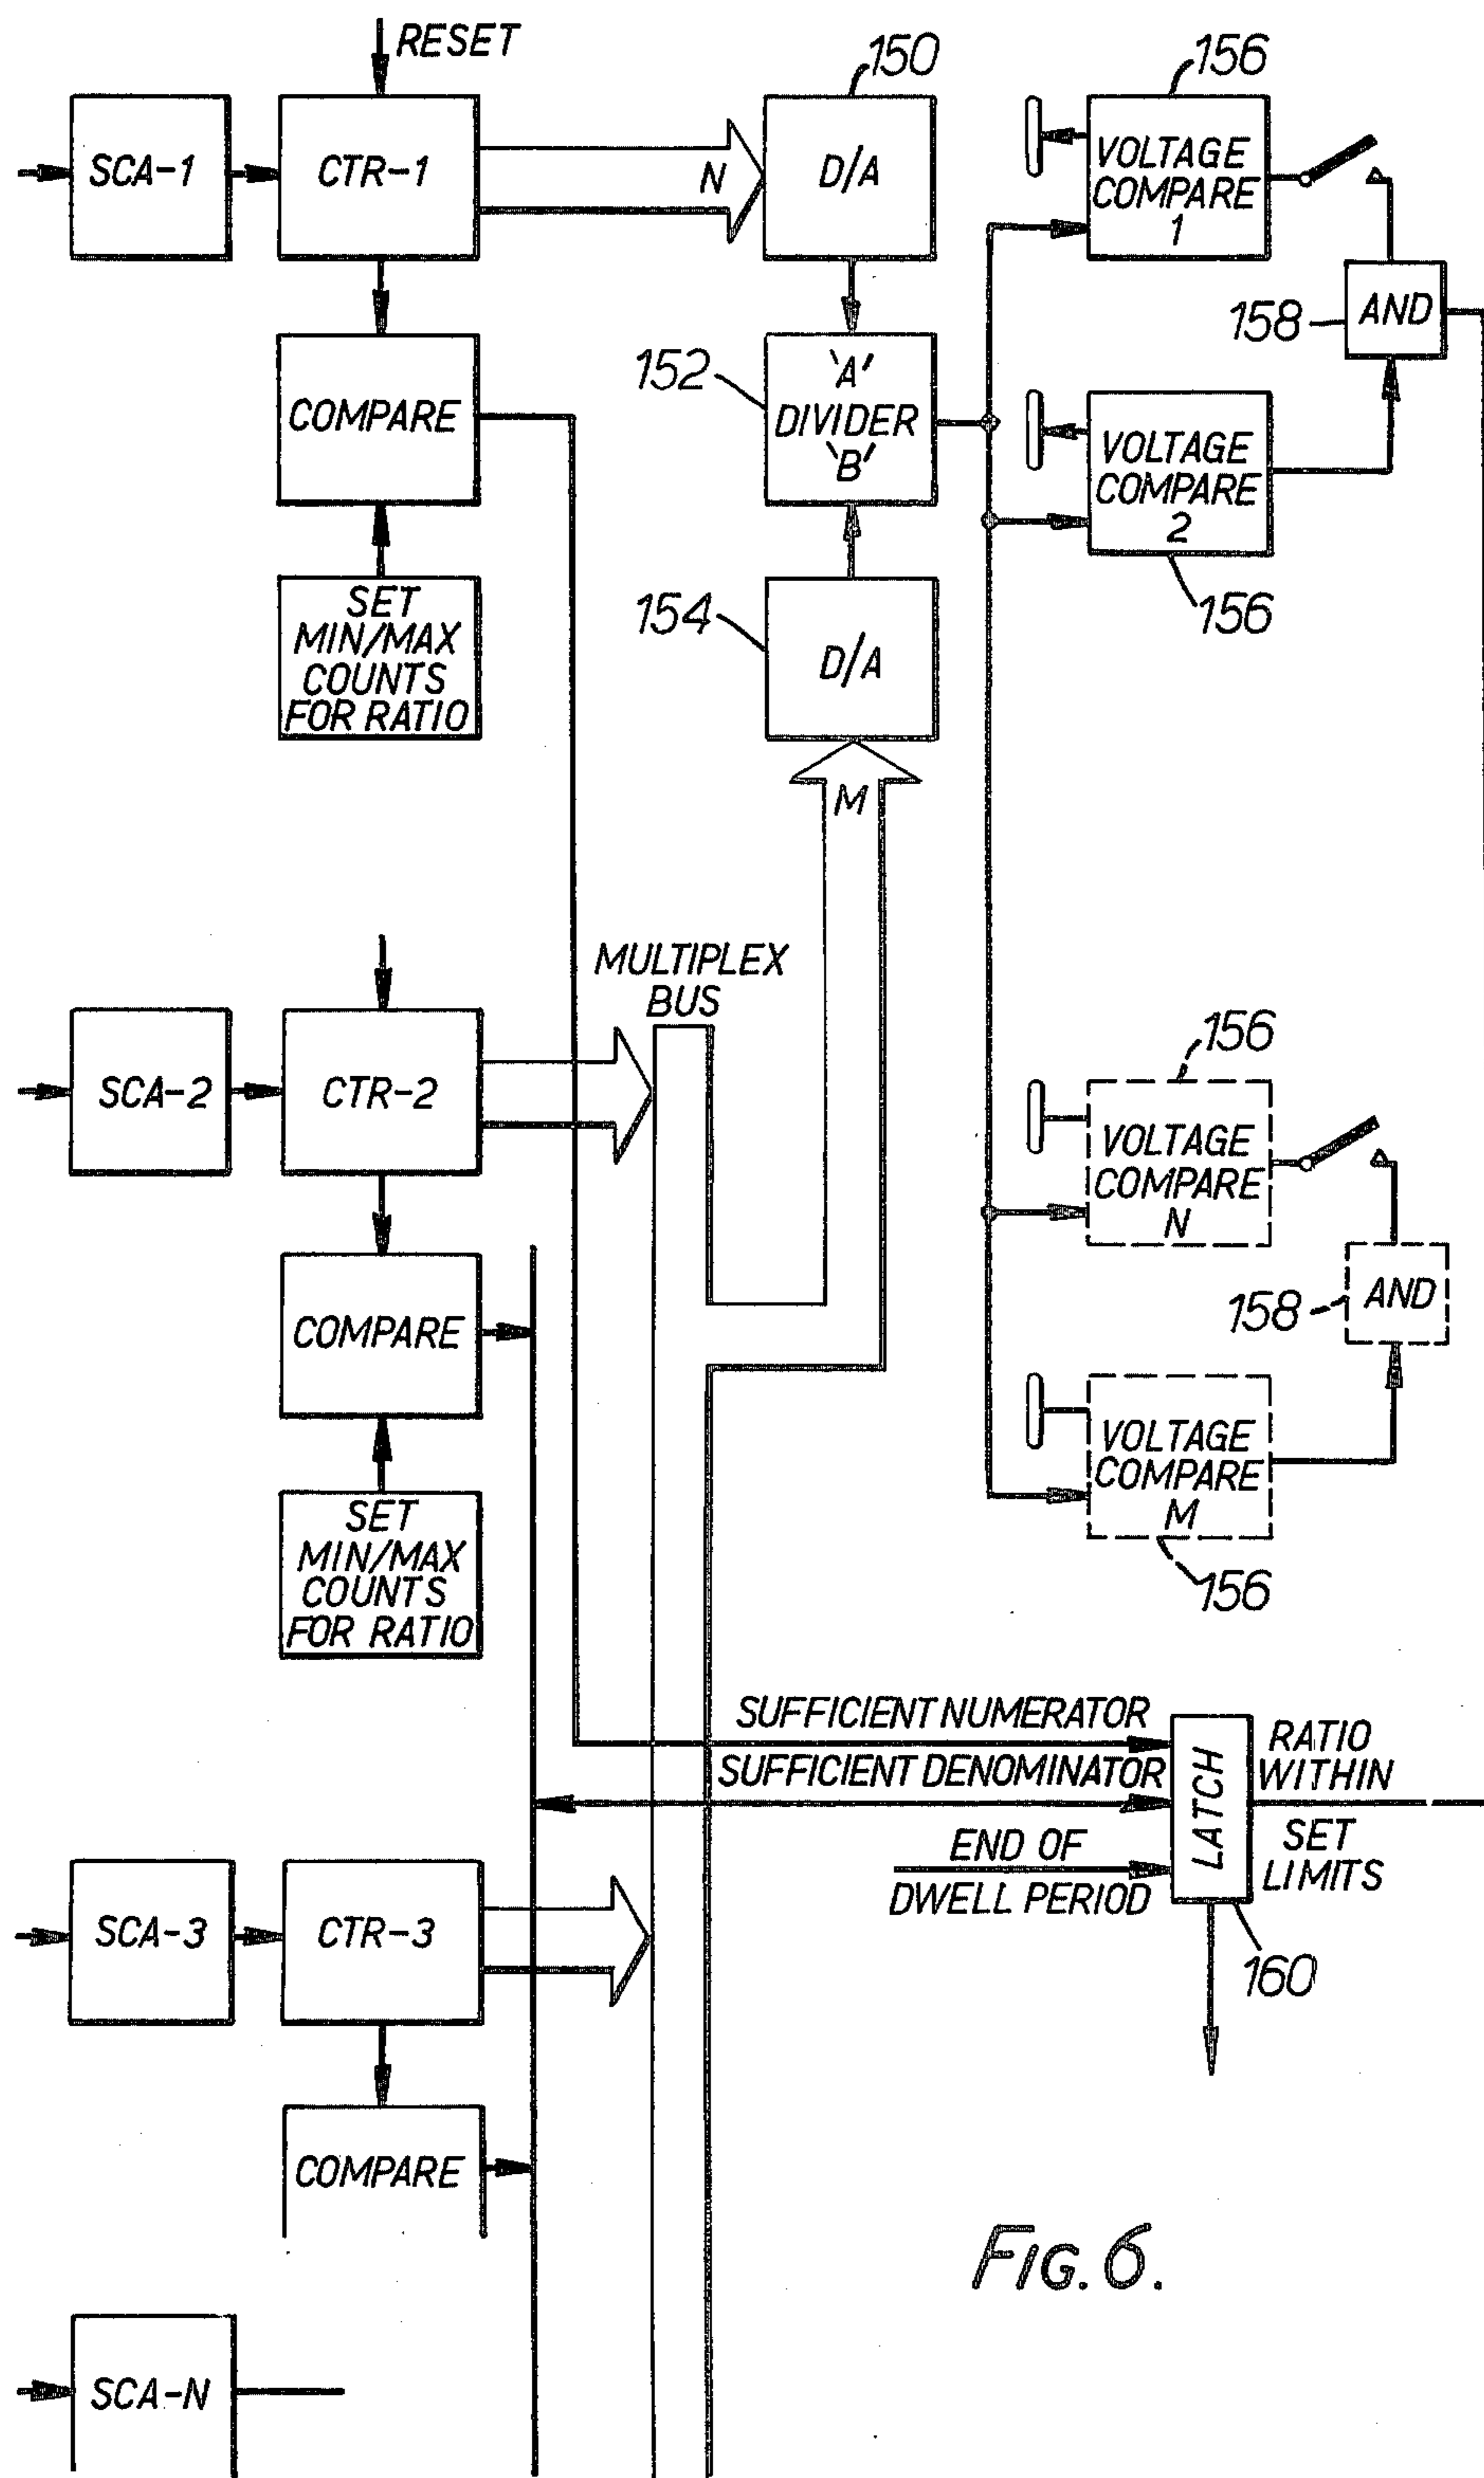 RESET
150
156
SCA-1
CTR-1
N
D/A
VOLTAGE
COMPARE
1
158
AND
152
'A'
DIVIDER
'B'
COMPARE
VOLTAGE
COMPARE
2
156
SET
MIN/MAX
COUNTS
FOR RATIO
154
D/A
M
MULTIPLEX
BUS
156
SCA-2
CTR-2
VOLTAGE
COMPARE
N
158
AND
COMPARE
VOLTAGE
COMPARE
M
156
SET
MIN/MAX
COUNTS
FOR RATIO
SUFFICIENT NUMERATOR
SUFFICIENT DENOMINATOR
END OF
DWELL PERIOD
LATCH
RATIO
WITHIN
SET
LIMITS
160
SCA-3
CTR-3
COMPARE
SCA-N
FIG. 6.